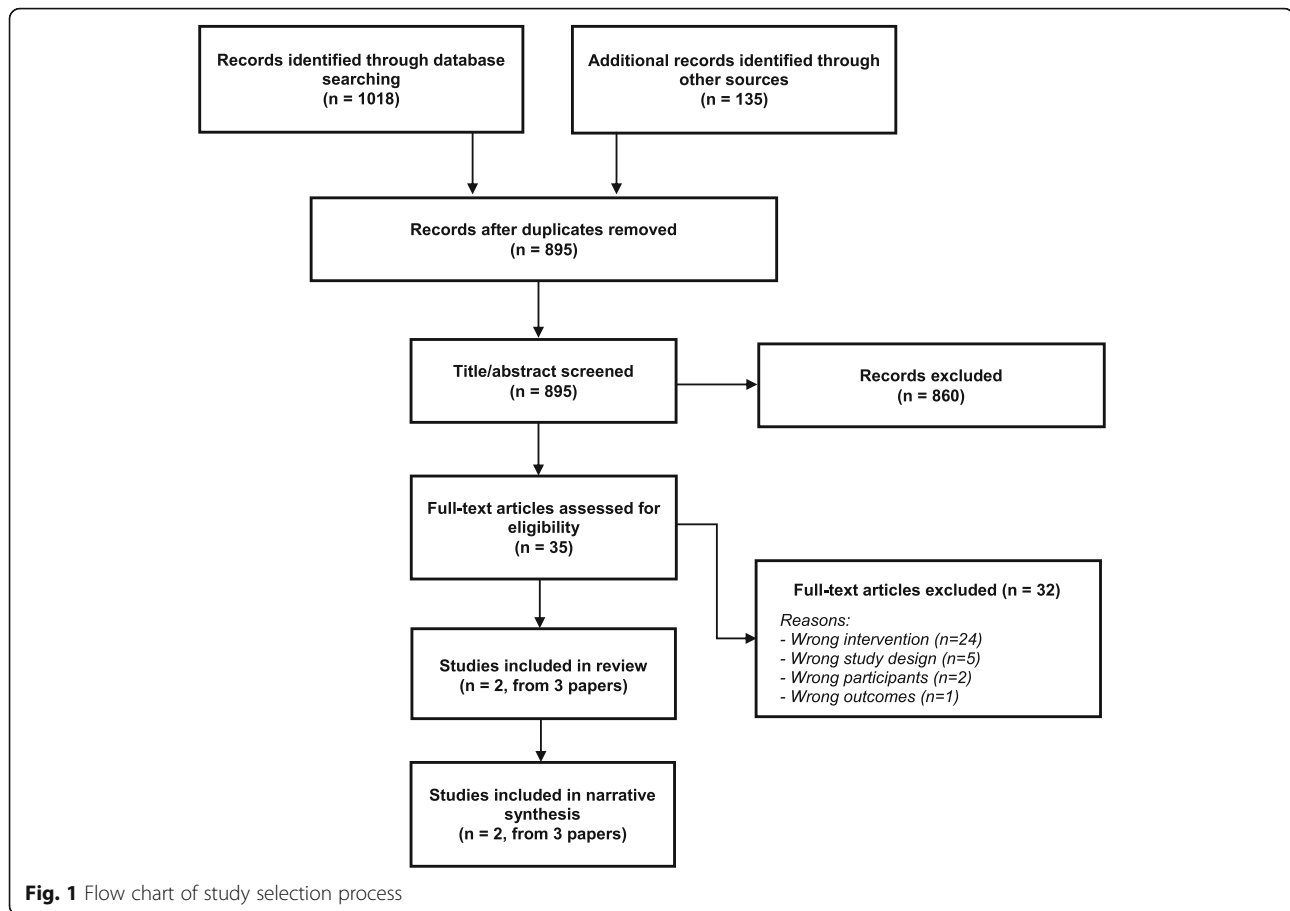 Records identified through database
searching
(n = 1018)
Additional records identified through
other sources
(n = 135)
Records after duplicates removed
(n = 895)
Title/abstract screened
(n = 895)
Records excluded
(n = 860)
Full-text articles assessed for
eligibility
(n = 35)
Full-text articles excluded (n = 32)
Reasons:
- Wrong intervention (n=24)
- Wrong study design (n=5)
- Wrong participants (n=2)
- Wrong outcomes (n=1)
Studies included in review
(n = 2, from 3 papers)
Studies included in narrative
synthesis
(n = 2, from 3 papers)
Fig. 1 Flow chart of study selection process